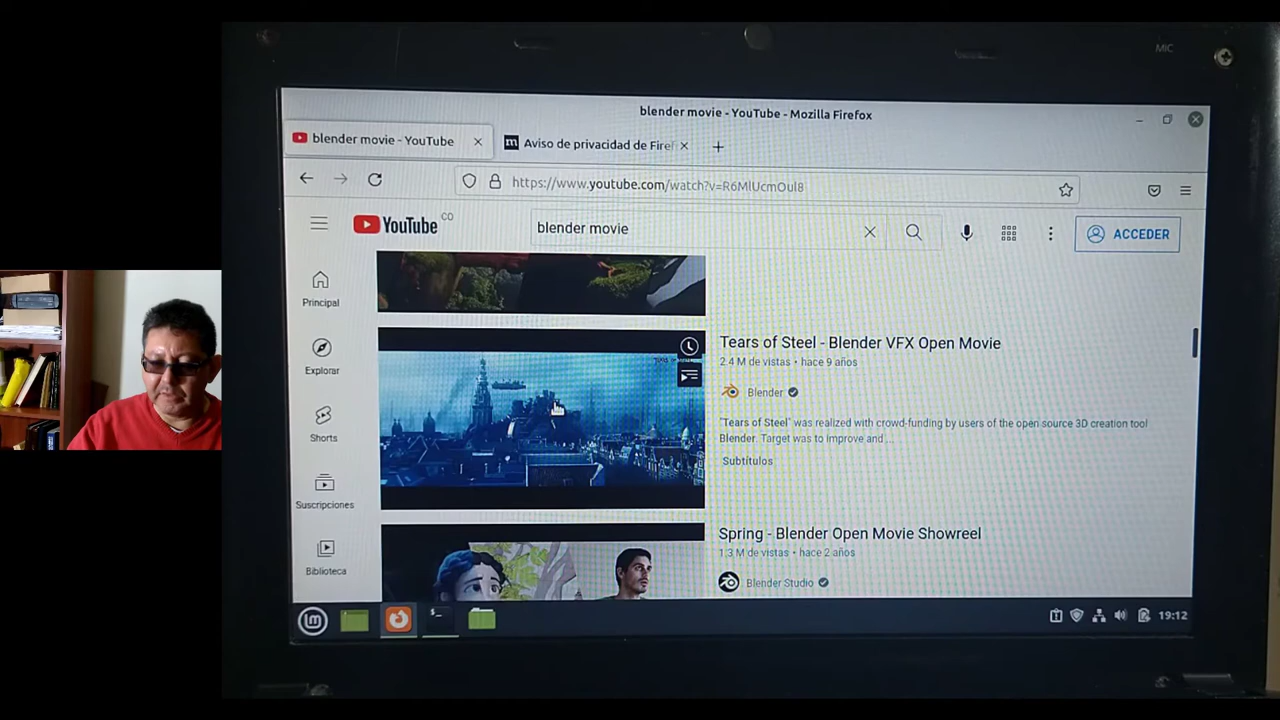 MIC
blender movie - YouTube - Mozilla Firefox
blender movie - YouTube
m Aviso de privacidad de Firef
https://www.youtube.com/watch?v=R6MlUcmOul8
YouTube CO
blender movie
ACCEDER
Principal
Explorar
Shorts
Suscripciones
Biblioteca
Tears of Steel - Blender VFX Open Movie
2.4 M de vistas • hace 9 años
Blender
"Tears of Steel" was realized with crowd-funding by users of the open source 3D creation tool
Blender. Target was to improve and ...
Subtítulos
Spring - Blender Open Movie Showreel
1.3 M de vistas • hace 2 años
Blender Studio
19:12